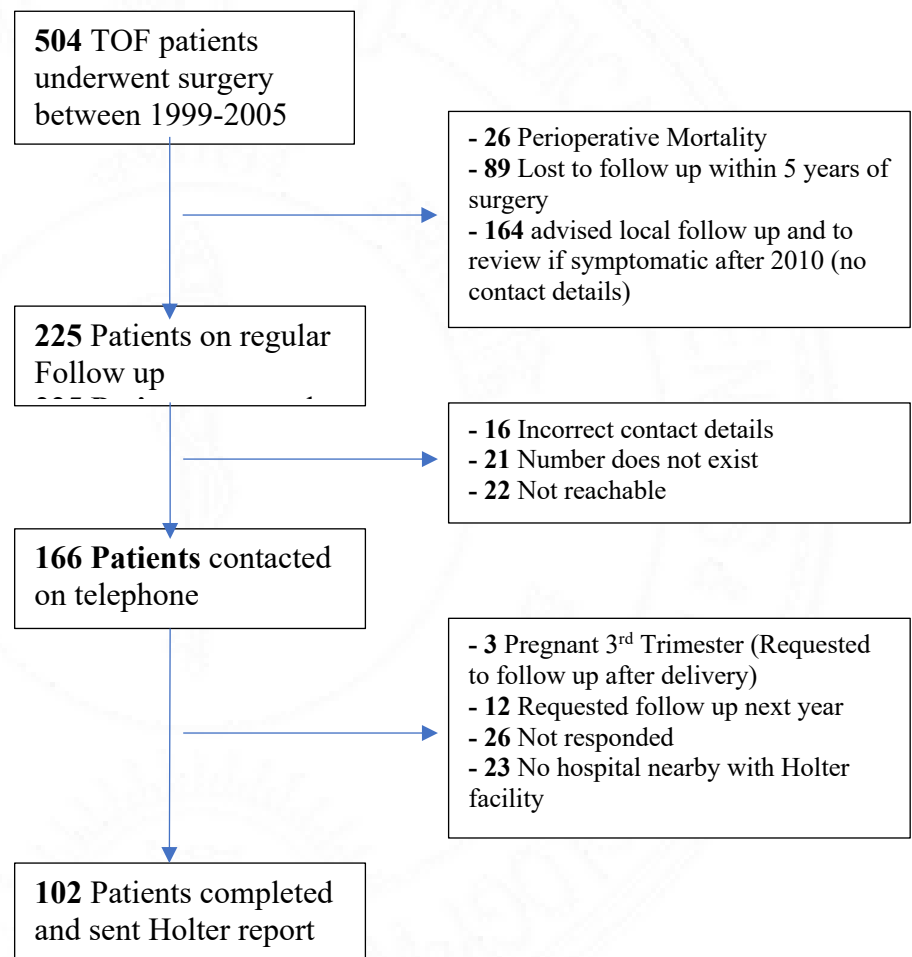 504 TOF patients
underwent surgery
between 1999-2005
- 26 Perioperative Mortality
- 89 Lost to follow up within 5 years of
surgery
- 164 advised local follow up and to
review if symptomatic after 2010 (no
contact details)
225 Patients on regular
Follow up
- 16 Incorrect contact details
- 21 Number does not exist
- 22 Not reachable
166 Patients contacted
on telephone
- 3 Pregnant 3rd Trimester (Requested
to follow up after delivery)
- 12 Requested follow up next year
- 26 Not responded
- 23 No hospital nearby with Holter
facility
102 Patients completed
and sent Holter report